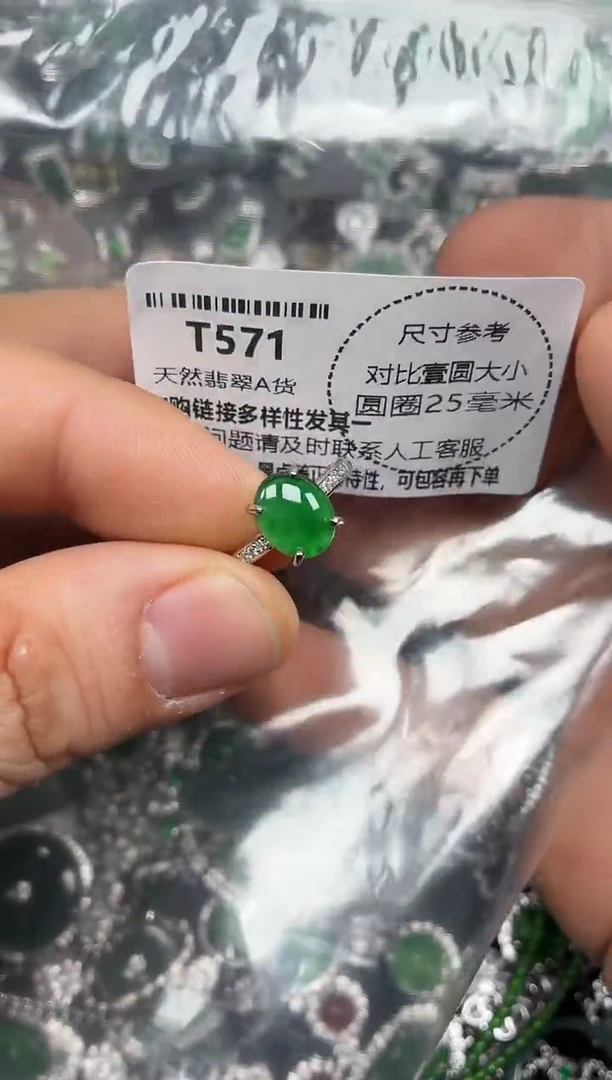 T571
天然翡翠A货
购链接多样性发其一
问题请及时联系人工客服
特性，可包容再下单
尺寸参考
对比壹圆大小
圆圈25毫米